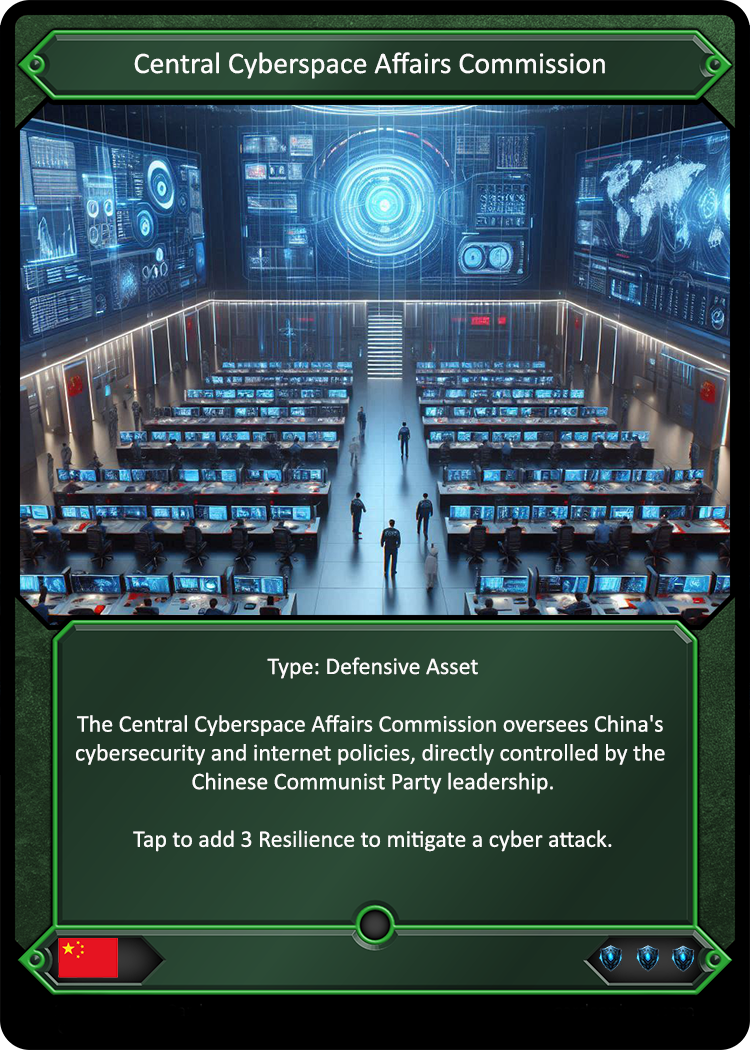 Central Cyberspace Affairs Commission
Type: Defensive Asset
The Central Cyberspace Affairs Commission oversees China's
cybersecurity and internet policies, directly controlled by the
Chinese Communist Party leadership.
Tap to add 3 Resilience to mitigate a cyber attack.